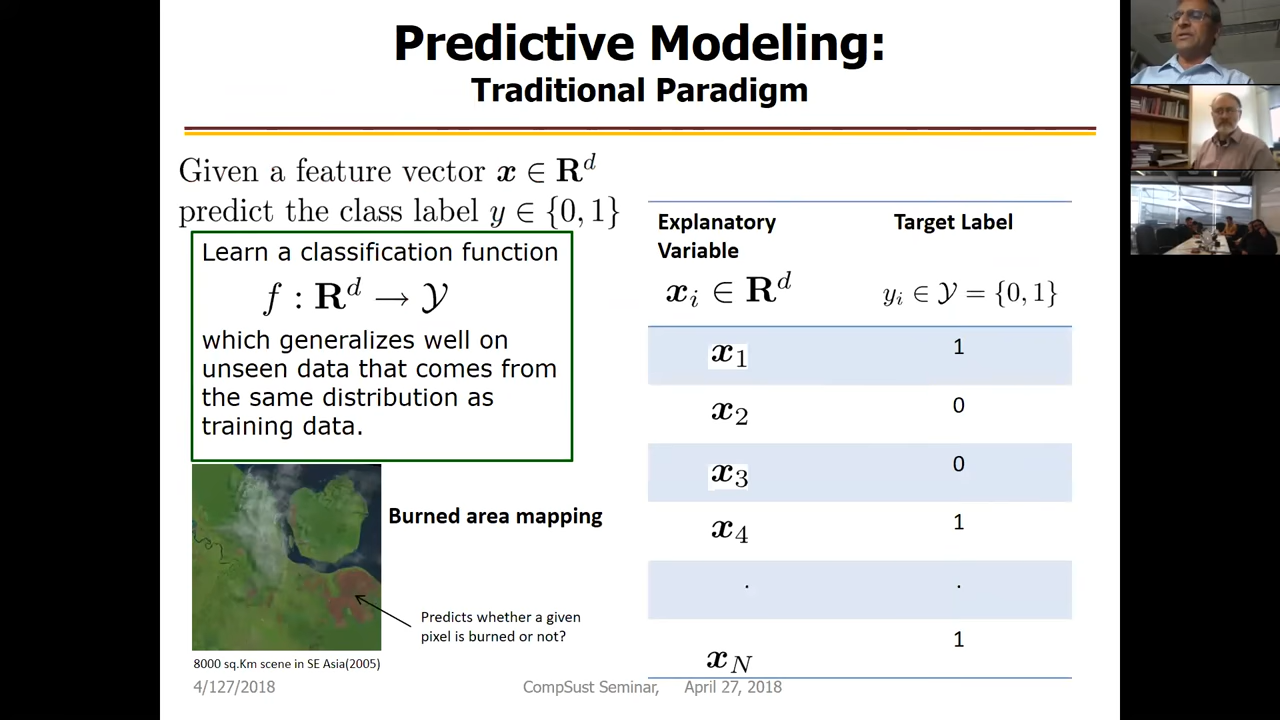 Predictive Modeling:
Traditional Paradigm
Given a feature vector x ∈ R^d
predict the class label y ∈ {0, 1}
Learn a classification function
f : R^d → 𝒴
which generalizes well on
unseen data that comes from
the same distribution as
training data.
Burned area mapping
Predicts whether a given
pixel is burned or not?
8000 sq.Km scene in SE Asia(2005)
Explanatory Variable Target Label
x_i ∈ R^d y_i ∈ 𝒴 = {0, 1}
x_1 1
x_2 0
x_3 0
x_4 1
. .
x_N 1
4/127/2018 CompSust Seminar, April 27, 2018